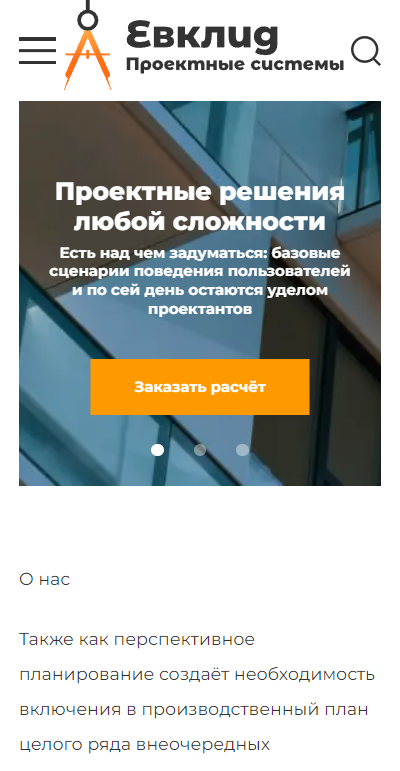 Евклид
Проектные системы
Проектные решения
любой сложности
Есть над чем задуматься: базовые
сценарии поведения пользователей
и по сей день остаются уделом
проектантов
Заказать расчёт
О нас
Также как перспективное
планирование создаёт необходимость
включения в производственный план
целого ряда внеочередных